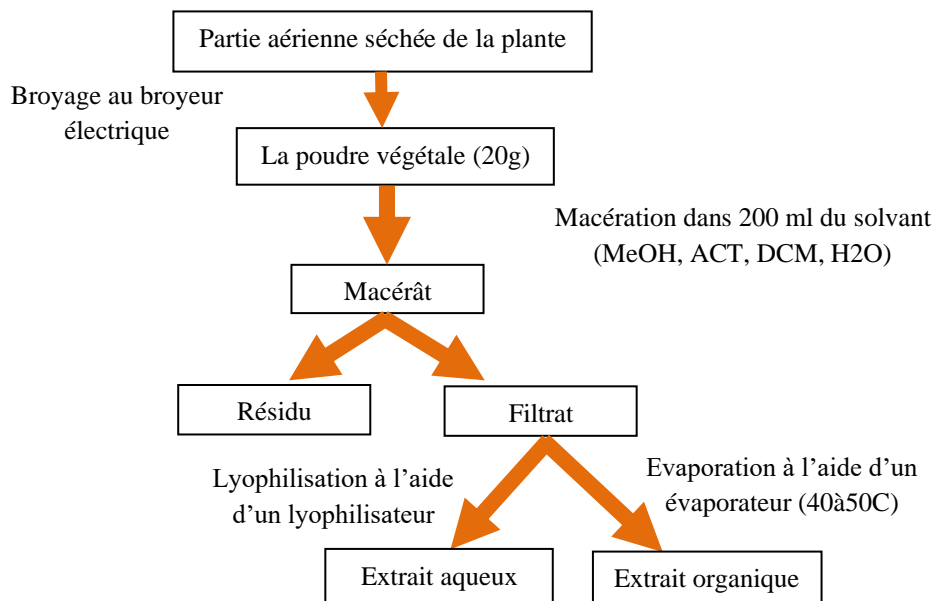 Partie aérienne séchée de la plante
Broyage au broyeur
électrique
La poudre végétale (20g)
Macération dans 200 ml du solvant
(MeOH, ACT, DCM, H2O)
Macérât
Résidu
Filtrat
Lyophilisation à l’aide
d’un lyophilisateur
Evaporation à l’aide d’un
évaporateur (40à50C)
Extrait aqueux
Extrait organique